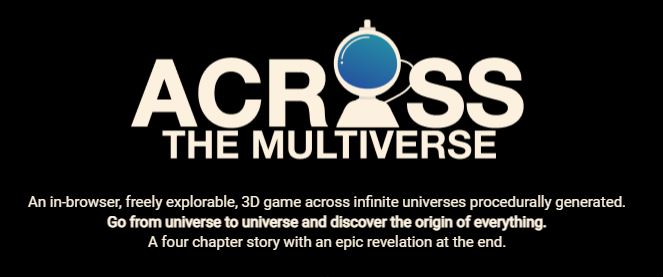 ACROSS
THE MULTIVERSE
An in-browser, freely explorable, 3D game across infinite universes procedurally generated.
Go from universe to universe and discover the origin of everything.
A four chapter story with an epic revelation at the end.